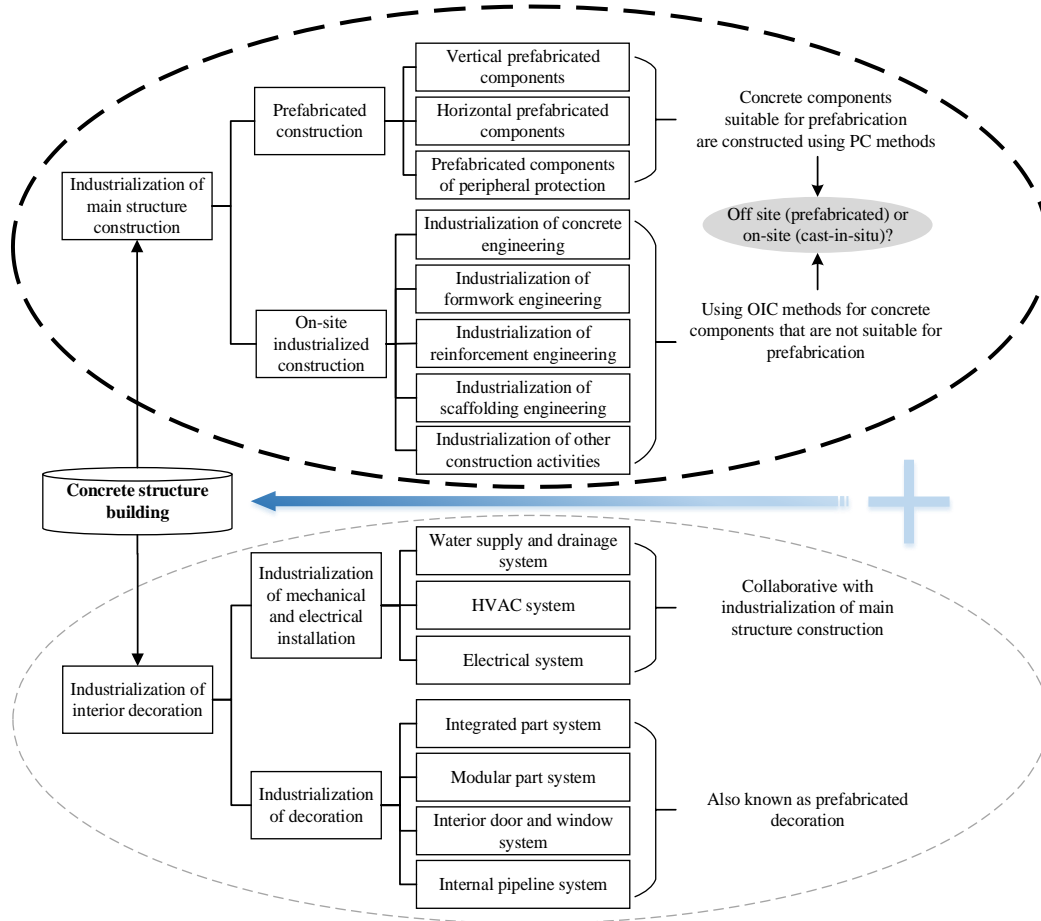 Vertical prefabricated
components
Horizontal prefabricated
components
Prefabricated components
of peripheral protection
Prefabricated
construction
Concrete components
suitable for prefabrication
are constructed using PC methods
Industrialization of
main structure
construction
Off site (prefabricated) or
on-site (cast-in-situ)?
Industrialization of concrete
engineering
Industrialization of
formwork engineering
Industrialization of
reinforcement engineering
Industrialization of
scaffolding engineering
Industrialization of other
construction activities
On-site
industrialized
construction
Using OIC methods for concrete
components that are not suitable for
prefabrication
Concrete structure
building
Water supply and drainage
system
HVAC system
Electrical system
Industrialization
of mechanical
and electrical
installation
Collaborative with
industrialization of main
structure construction
Industrialization of
interior decoration
Integrated part system
Modular part system
Interior door and window
system
Internal pipeline system
Industrialization
of decoration
Also known as prefabricated
decoration